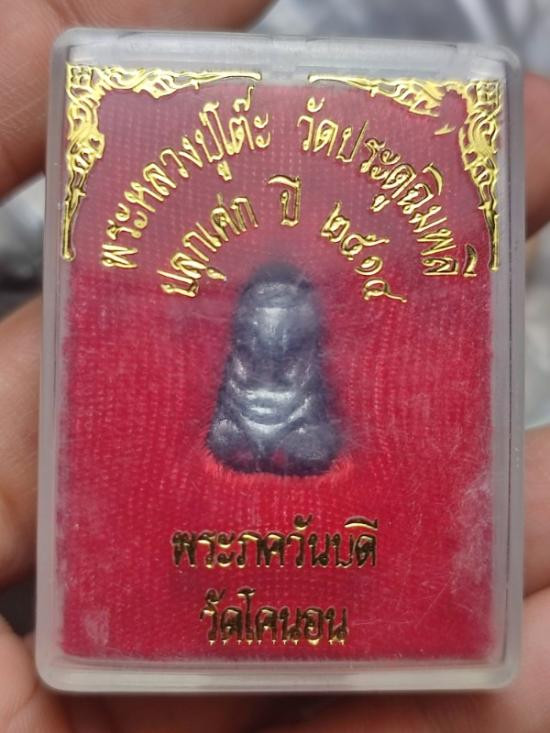 พระหลวงปู่โต๊ะ วัดประดู่ฉิมพลี
ปลุกเศก ปี ๒๕๑๔
พระภควันบดี
วัดโคนอน